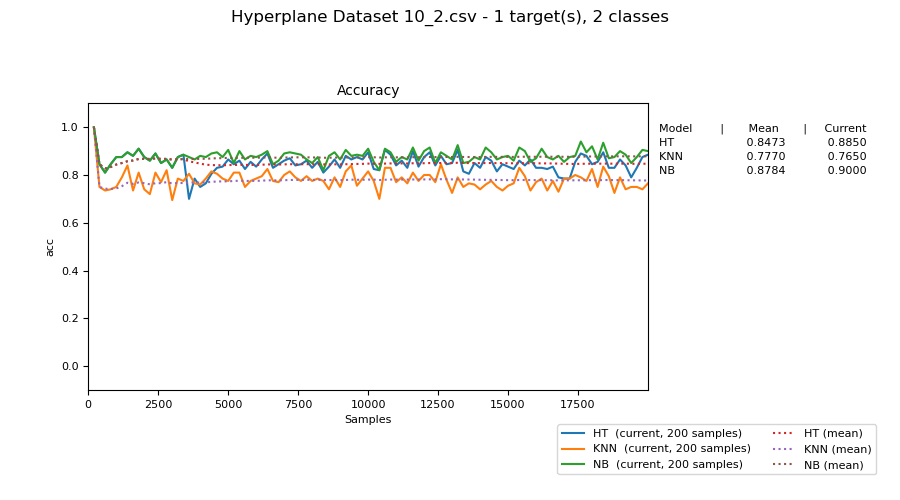 Hyperplane Dataset 10_2.csv - 1 target(s), 2 classes
Accuracy
Model | Mean | Current
HT 0.8473 0.8850
KNN 0.7770 0.7650
NB 0.8784 0.9000
1.0
0.8
0.6
0.4
0.2
0.0
acc
0 2500 5000 7500 10000 12500 15000 17500
Samples
HT (current, 200 samples) HT (mean)
KNN (current, 200 samples) KNN (mean)
NB (current, 200 samples) NB (mean)